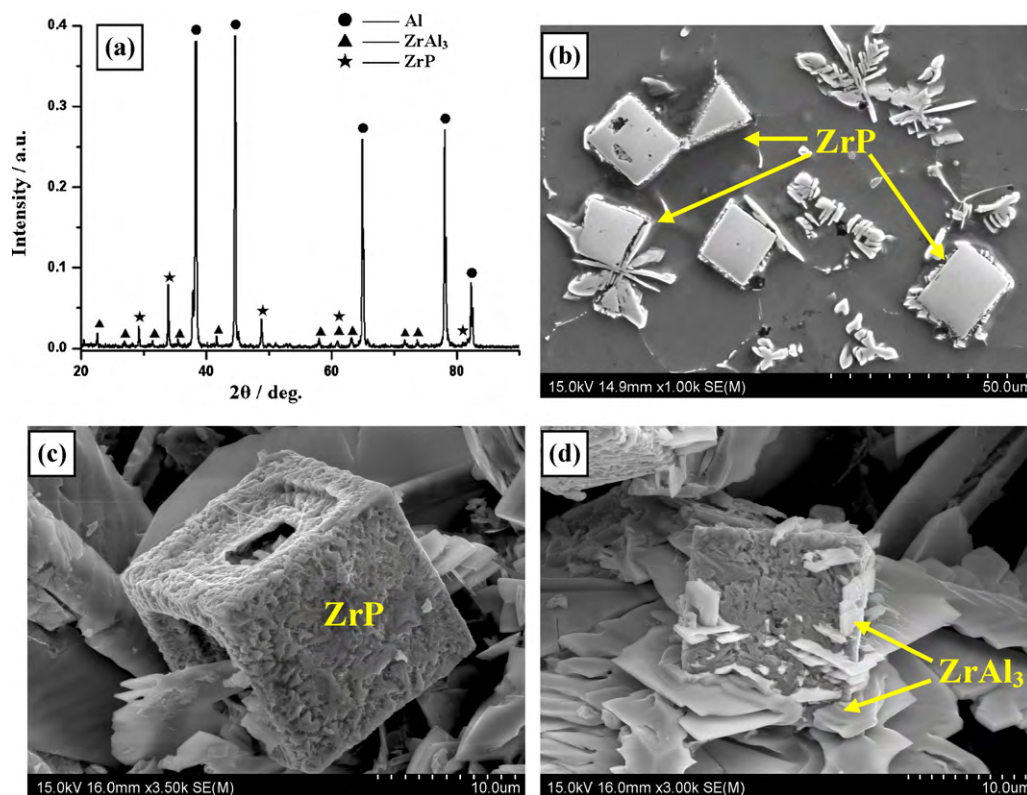 (a)
Al
ZrAl₃
ZrP
Intensity / a.u.
0.4
0.3
0.2
0.1
0.0
20 40 60 80
2θ / deg.
(b)
ZrP
15.0kV 14.9mm x1.00k SE(M) 50.0um
(c)
ZrP
15.0kV 16.0mm x3.50k SE(M) 10.0um
(d)
ZrAl₃
15.0kV 16.0mm x3.00k SE(M) 10.0um